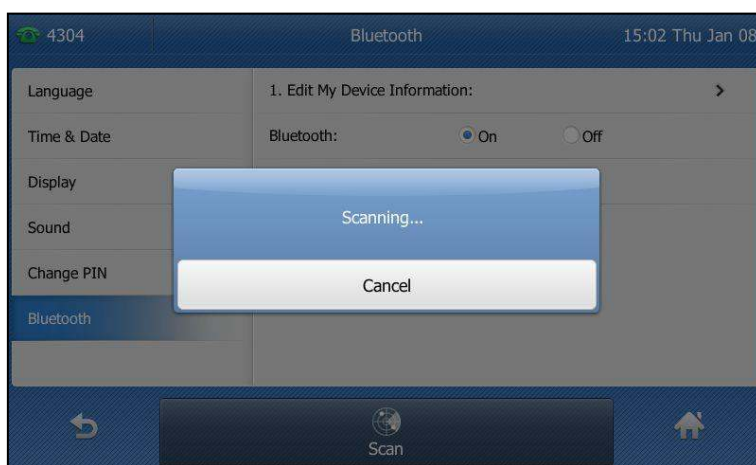 4304
Bluetooth
15:02 Thu Jan 08
Language
1. Edit My Device Information:
Time & Date
Bluetooth:
On
Off
Display
Sound
Scanning...
Change PIN
Cancel
Bluetooth
Scan